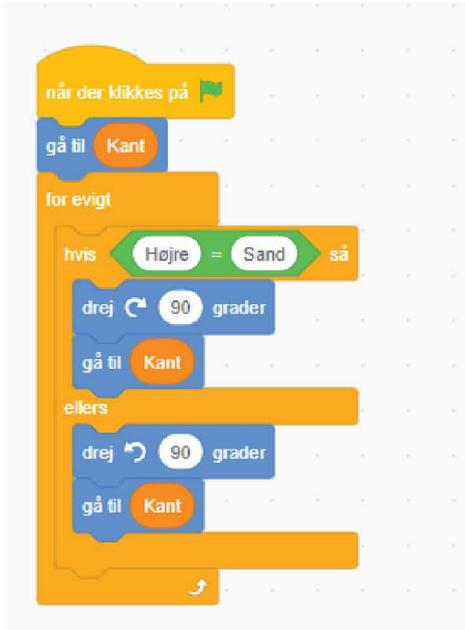 når der klikkes på
gå til Kant
for evigt
hvis Højre = Sand så
drej 90 grader
gå til Kant
ellers
drej 90 grader
gå til Kant